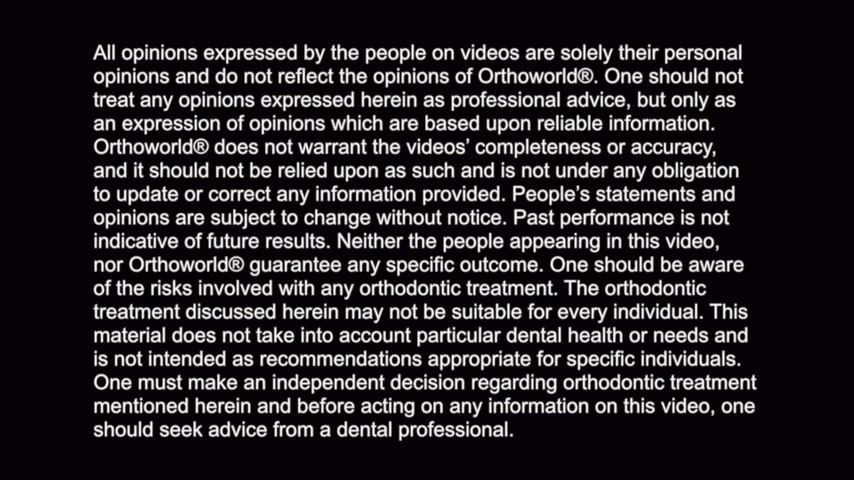 All opinions expressed by the people on videos are solely their personal
opinions and do not reflect the opinions of Orthoworld®. One should not
treat any opinions expressed herein as professional advice, but only as
an expression of opinions which are based upon reliable information.
Orthoworld® does not warrant the videos’ completeness or accuracy,
and it should not be relied upon as such and is not under any obligation
to update or correct any information provided. People’s statements and
opinions are subject to change without notice. Past performance is not
indicative of future results. Neither the people appearing in this video,
nor Orthoworld® guarantee any specific outcome. One should be aware
of the risks involved with any orthodontic treatment. The orthodontic
treatment discussed herein may not be suitable for every individual. This
material does not take into account particular dental health or needs and
is not intended as recommendations appropriate for specific individuals.
One must make an independent decision regarding orthodontic treatment
mentioned herein and before acting on any information on this video, one
should seek advice from a dental professional.